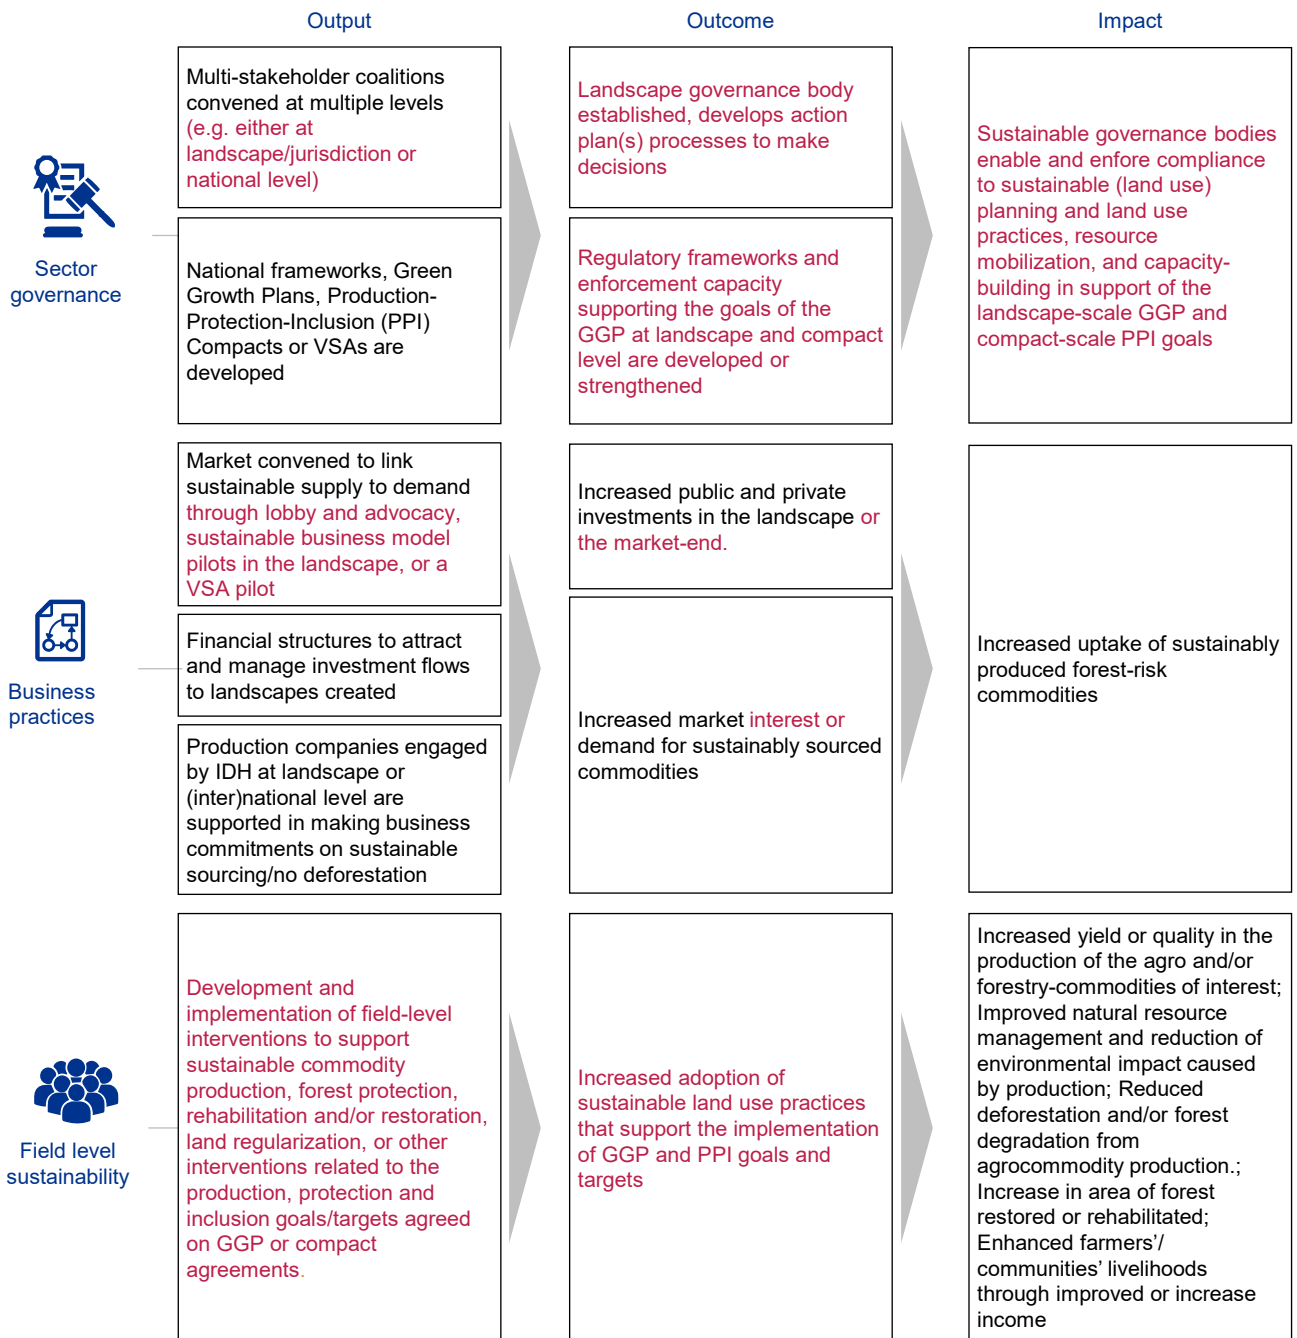 Output
Outcome
Impact
Sector
governance
Multi-stakeholder coalitions
convened at multiple levels
(e.g. either at
landscape/jurisdiction or
national level)
National frameworks, Green
Growth Plans, Production-
Protection-Inclusion (PPI)
Compacts or VSAs are
developed
Landscape governance body
established, develops action
plan(s) processes to make
decisions
Regulatory frameworks and
enforcement capacity
supporting the goals of the
GGP at landscape and compact
level are developed or
strengthened
Sustainable governance bodies
enable and enfore compliance
to sustainable (land use)
planning and land use
practices, resource
mobilization, and capacity-
building in support of the
landscape-scale GGP and
compact-scale PPI goals
Business
practices
Market convened to link
sustainable supply to demand
through lobby and advocacy,
sustainable business model
pilots in the landscape, or a
VSA pilot
Financial structures to attract
and manage investment flows
to landscapes created
Production companies engaged
by IDH at landscape or
(inter)national level are
supported in making business
commitments on sustainable
sourcing/no deforestation
Increased public and private
investments in the landscape or
the market-end.
Increased market interest or
demand for sustainably sourced
commodities
Increased uptake of sustainably
produced forest-risk
commodities
Field level
sustainability
Development and
implementation of field-level
interventions to support
sustainable commodity
production, forest protection,
rehabilitation and/or restoration,
land regularization, or other
interventions related to the
production, protection and
inclusion goals/targets agreed
on GGP or compact
agreements.
Increased adoption of
sustainable land use practices
that support the implementation
of GGP and PPI goals and
targets
Increased yield or quality in the
production of the agro and/or
forestry-commodities of interest;
Improved natural resource
management and reduction of
environmental impact caused
by production; Reduced
deforestation and/or forest
degradation from
agrocommodity production.;
Increase in area of forest
restored or rehabilitated;
Enhanced farmers’/
communities’ livelihoods
through improved or increase
income